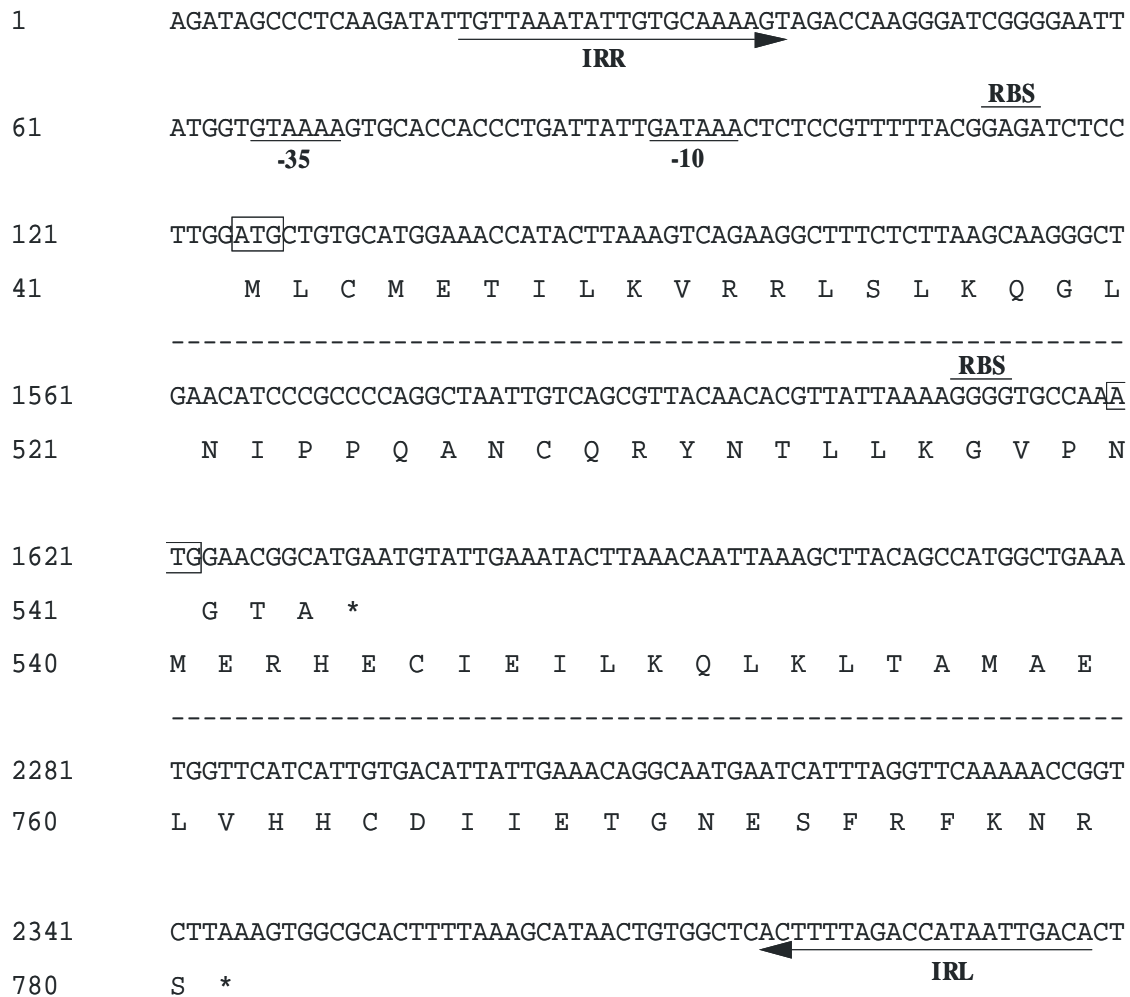 1 AGATAGCCCTCAAGATATTGTTAAATATTGTGCAAAAGTAGACCAAGGGATCGGGGAATT
IRR
RBS
61 ATGGTGTAAAAGTGCACCACCCTGATTATTGATAAACTCTCCGTTTTTACGGAGATCTCC
-35 -10
121 TTGGATGCTGTGCATGGAAACCATACTTAAAGTCAGAAGGCTTTCTCTTAAGCAAGGGCT
41 M L C M E T I L K V R R L S L K Q G L
------------------------------------------------------------
RBS
1561 GAACATCCCGCCCCAGGCTAATTGTCAGCGTTACAACACGTTATTAAAAGGGGTGCCAAA
521 N I P P Q A N C Q R Y N T L L K G V P N
1621 TGGAACGGCATGAATGTATTGAAATACTTAAACAATTAAAGCTTACAGCCATGGCTGAAA
541 G T A *
540 M E R H E C I E I L K Q L K L T A M A E
------------------------------------------------------------
2281 TGGTTCATCATTGTGACATTATTGAAACAGGCAATGAATCATTTAGGTTCAAAAACCGGT
760 L V H H C D I I E T G N E S F R F K N R
2341 CTTAAAGTGGCGCACTTTTAAAGCATAACTGTGGCTCACTTTTAGACCATAATTGACACT
IRL
780 S *